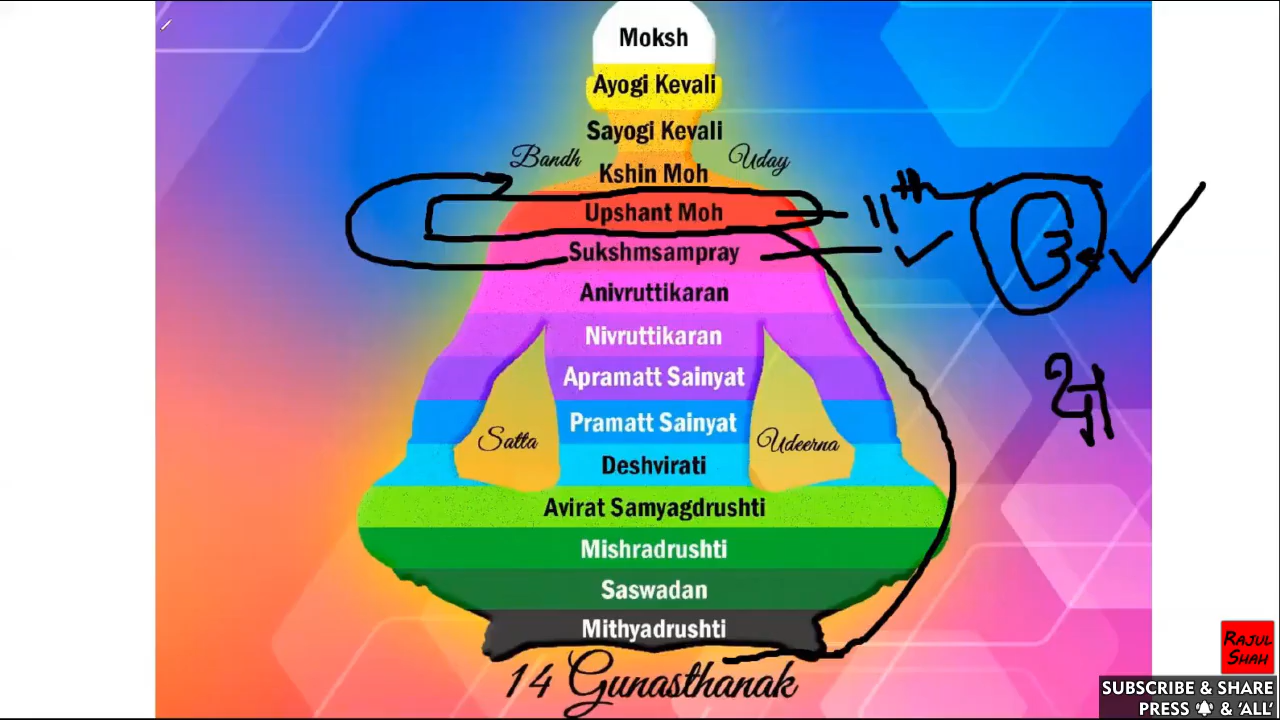 Moksh
Ayogi Kevali
Sayogi Kevali
Bandh
Uday
Kshin Moh
Upshant Moh
11th
Sukshmsampray
Anivruttikaran
Nivruttikaran
Apramatt Sainyat
Pramatt Sainyat
Satta
Udeerna
Deshvirati
Avirat Samyagdrushti
Mishradrushti
Saswadan
Mithyadrushti
14 Gunasthanak
RAJUL
SHAH
SUBSCRIBE & SHARE
PRESS 🔔 & 'ALL'